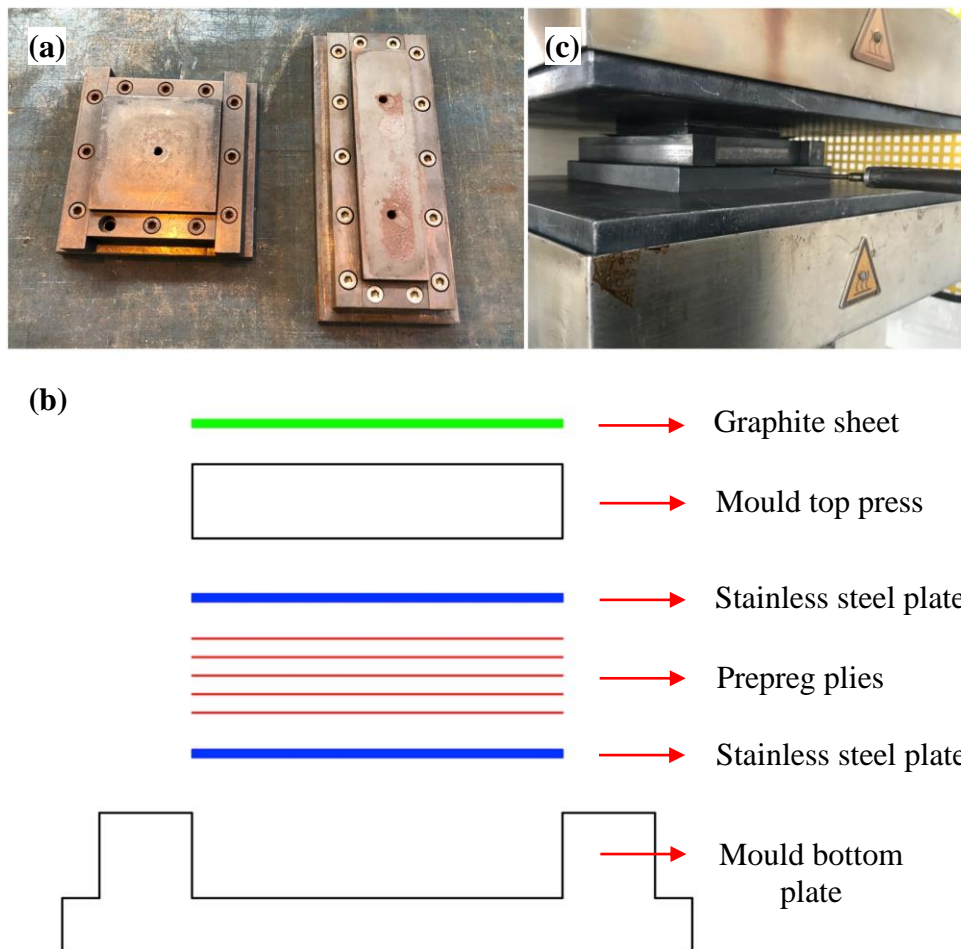 (a)
(c)
(b)
Graphite sheet
Mould top press
Stainless steel plate
Prepreg plies
Stainless steel plate
Mould bottom
plate